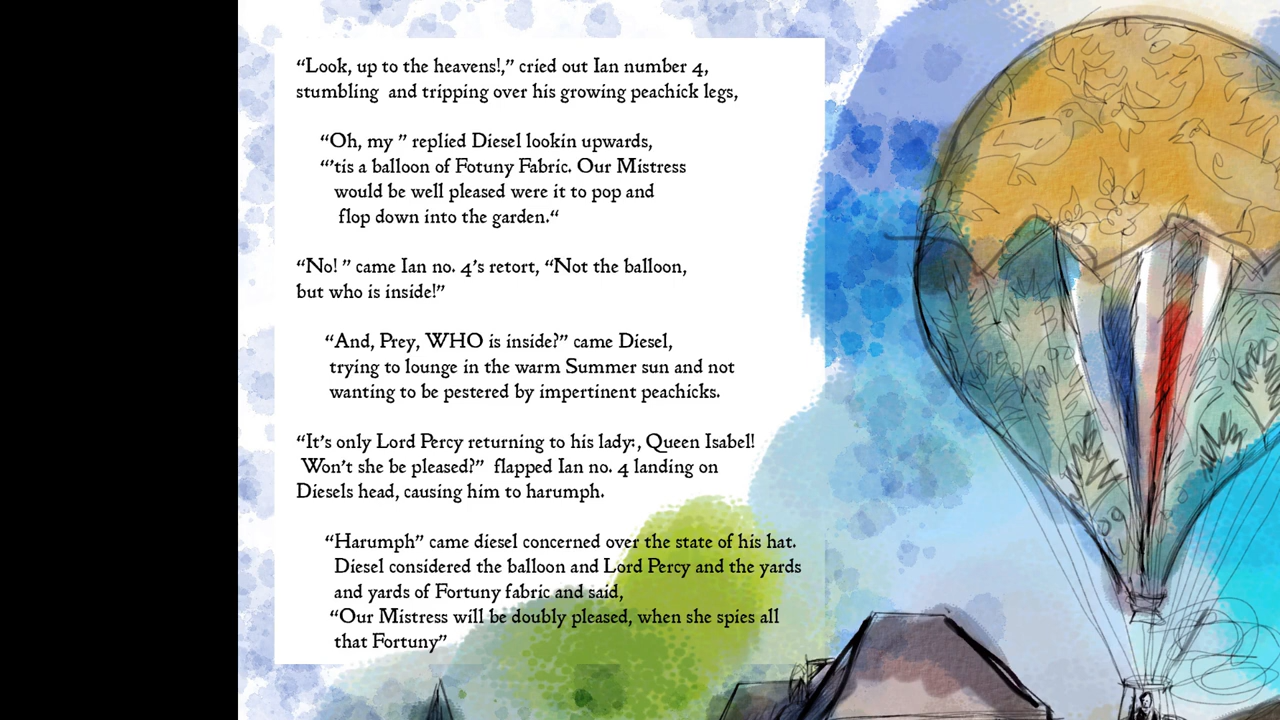 “Look, up to the heavens!,” cried out Ian number 4,
stumbling and tripping over his growing peachick legs,
“Oh, my ” replied Diesel lookin upwards,
“’tis a balloon of Fotuny Fabric. Our Mistress
would be well pleased were it to pop and
flop down into the garden.“
“No! ” came Ian no. 4’s retort, “Not the balloon,
but who is inside!”
“And, Prey, WHO is inside?” came Diesel,
trying to lounge in the warm Summer sun and not
wanting to be pestered by impertinent peachicks.
“It’s only Lord Percy returning to his lady:, Queen Isabel!
Won’t she be pleased?” flapped Ian no. 4 landing on
Diesels head, causing him to harumph.
“Harumph” came diesel concerned over the state of his hat.
Diesel considered the balloon and Lord Percy and the yards
and yards of Fortuny fabric and said,
“Our Mistress will be doubly pleased, when she spies all
that Fortuny”